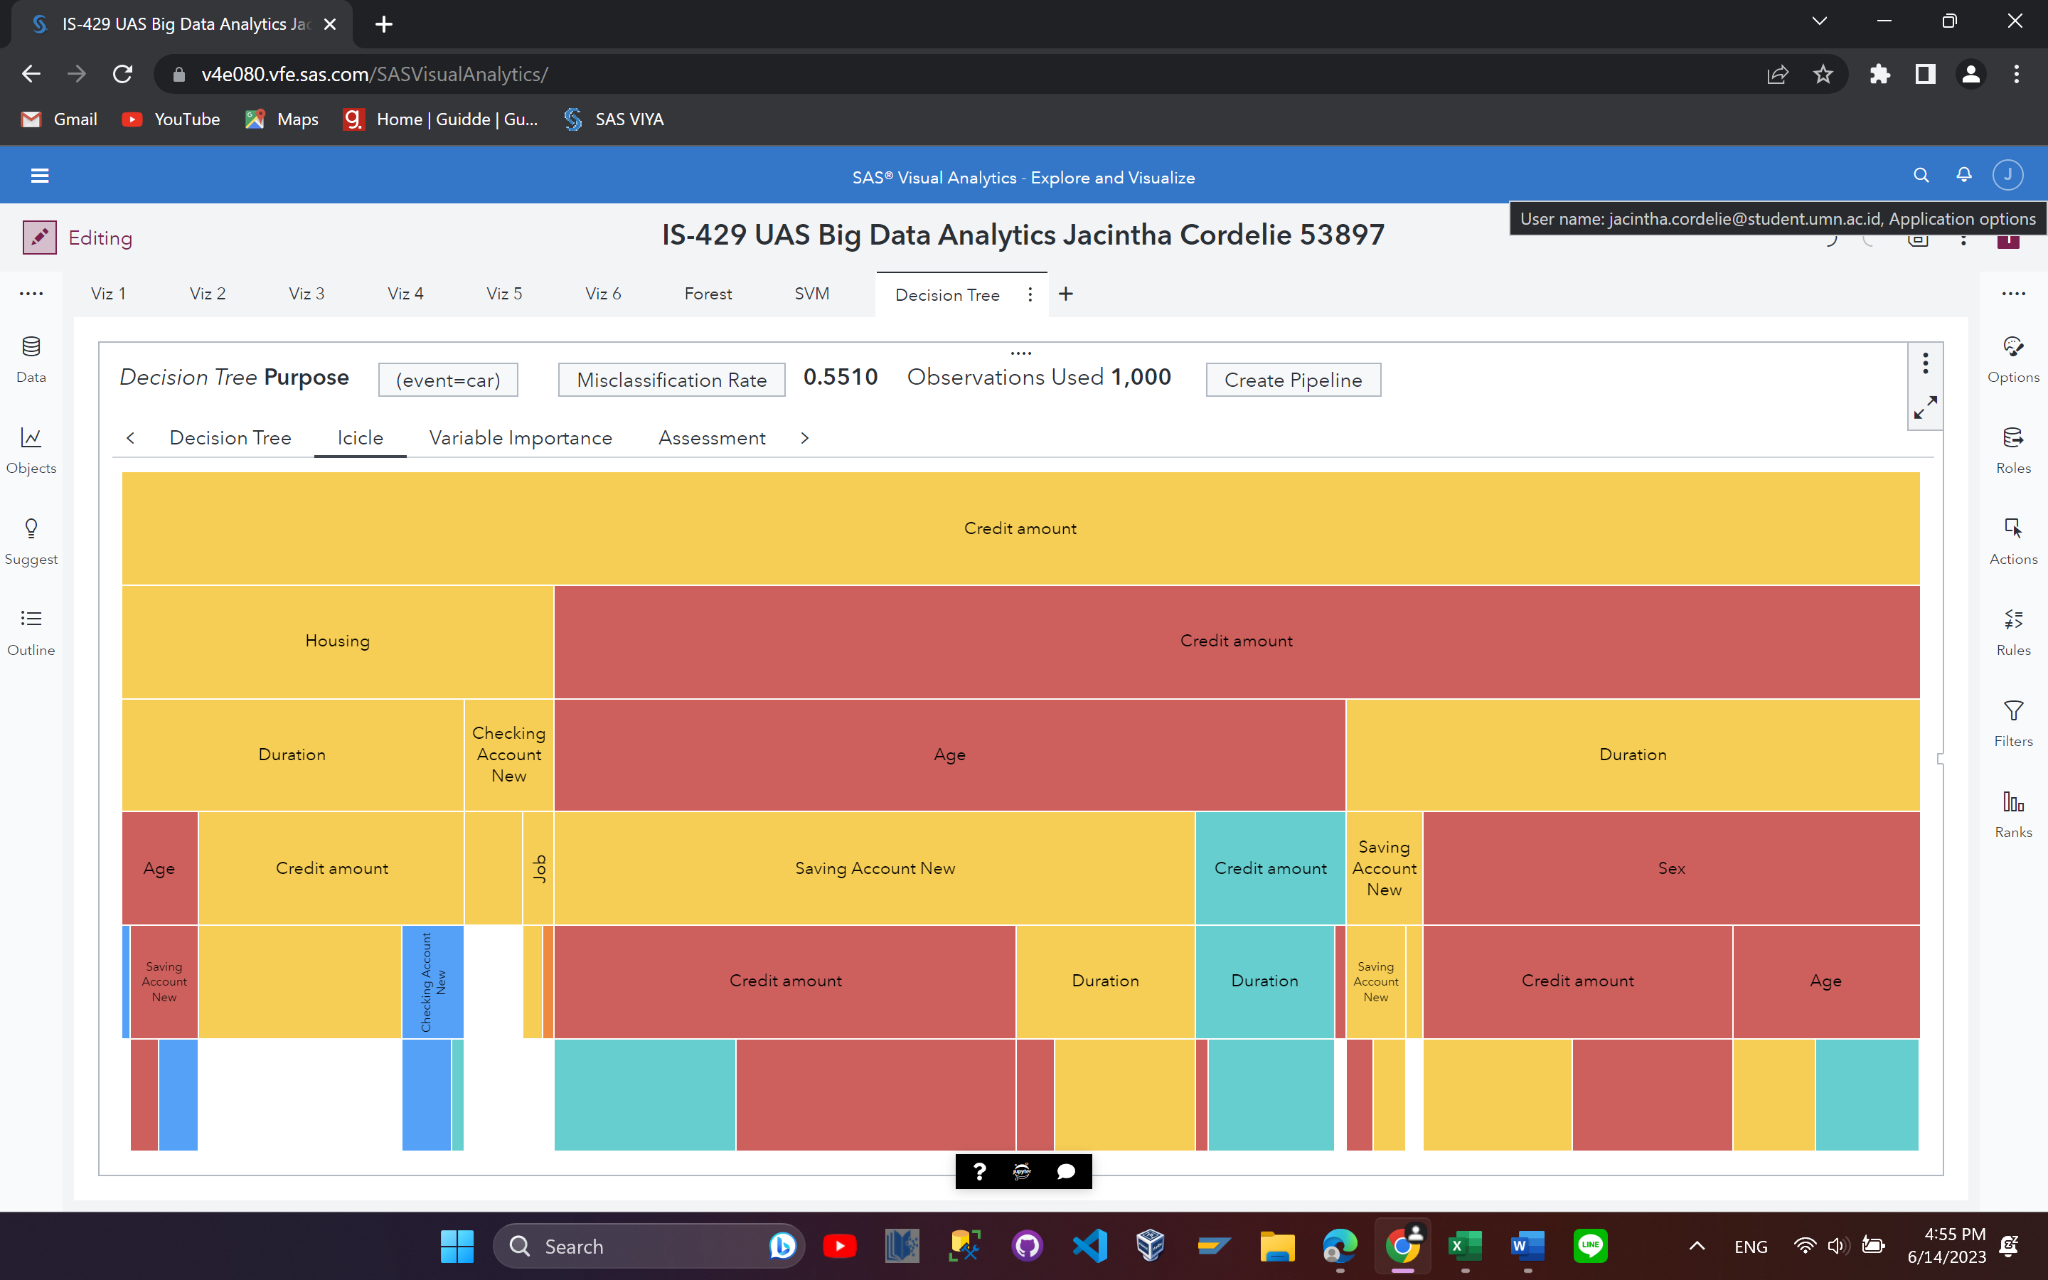 IS-429 UAS Big Data Analytics Jac
v4e080.vfe.sas.com/SASVisualAnalytics/
Gmail
YouTube
Maps
Home | Guidde | Gu...
SAS VIYA
SAS® Visual Analytics - Explore and Visualize
J
User name: jacintha.cordelie@student.umn.ac.id, Application options
Editing
IS-429 UAS Big Data Analytics Jacintha Cordelie 53897
Viz 1
Viz 2
Viz 3
Viz 4
Viz 5
Viz 6
Forest
SVM
Decision Tree
Data
Objects
Suggest
Outline
Decision Tree Purpose
(event=car)
Misclassification Rate
0.5510
Observations Used 1,000
Create Pipeline
Decision Tree
Icicle
Variable Importance
Assessment
Credit amount
Housing
Credit amount
Duration
Checking
Account
New
Age
Duration
Age
Credit amount
Job
Saving Account New
Credit amount
Saving
Account
New
Sex
Saving
Account
New
Checking Account
New
Credit amount
Duration
Duration
Saving
Account
New
Credit amount
Age
Options
Roles
Actions
Rules
Filters
Ranks
?
jupyter
Search
LINE
ENG
4:55 PM
6/14/2023